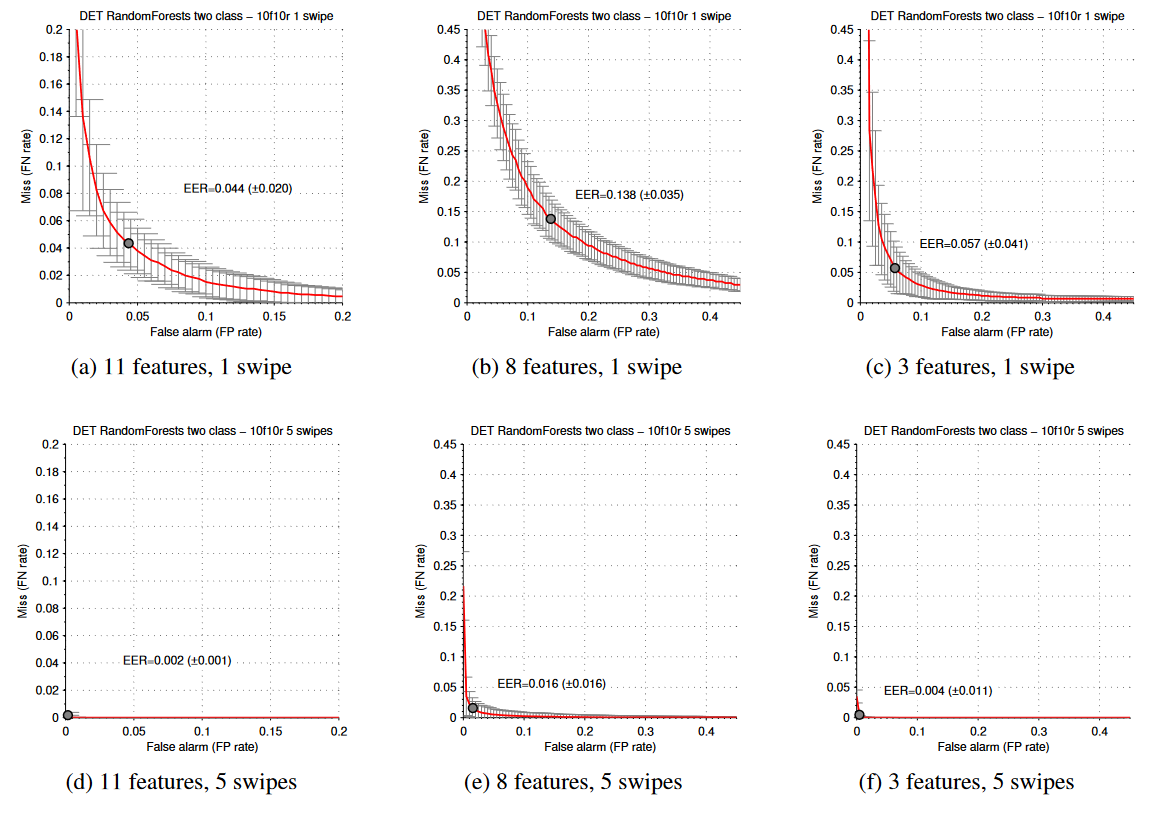 DET RandomForests two class – 10f10r 1 swipe
0.2
0.18
0.16
0.14
0.12
0.1
0.08
0.06
0.04
0.02
0
Miss (FN rate)
EER=0.044 (±0.020)
0 0.05 0.1 0.15 0.2
False alarm (FP rate)
(a) 11 features, 1 swipe
DET RandomForests two class – 10f10r 1 swipe
0.45
0.4
0.35
0.3
0.25
0.2
0.15
0.1
0.05
0
Miss (FN rate)
EER=0.138 (±0.035)
0 0.1 0.2 0.3 0.4
False alarm (FP rate)
(b) 8 features, 1 swipe
DET RandomForests two class – 10f10r 1 swipe
0.45
0.4
0.35
0.3
0.25
0.2
0.15
0.1
0.05
0
Miss (FN rate)
EER=0.057 (±0.041)
0 0.1 0.2 0.3 0.4
False alarm (FP rate)
(c) 3 features, 1 swipe
DET RandomForests two class – 10f10r 5 swipes
0.2
0.18
0.16
0.14
0.12
0.1
0.08
0.06
0.04
0.02
0
Miss (FN rate)
EER=0.002 (±0.001)
0 0.05 0.1 0.15 0.2
False alarm (FP rate)
(d) 11 features, 5 swipes
DET RandomForests two class – 10f10r 5 swipes
0.45
0.4
0.35
0.3
0.25
0.2
0.15
0.1
0.05
0
Miss (FN rate)
EER=0.016 (±0.016)
0 0.1 0.2 0.3 0.4
False alarm (FP rate)
(e) 8 features, 5 swipes
DET RandomForests two class – 10f10r 5 swipes
0.45
0.4
0.35
0.3
0.25
0.2
0.15
0.1
0.05
0
Miss (FN rate)
EER=0.004 (±0.011)
0 0.1 0.2 0.3 0.4
False alarm (FP rate)
(f) 3 features, 5 swipes